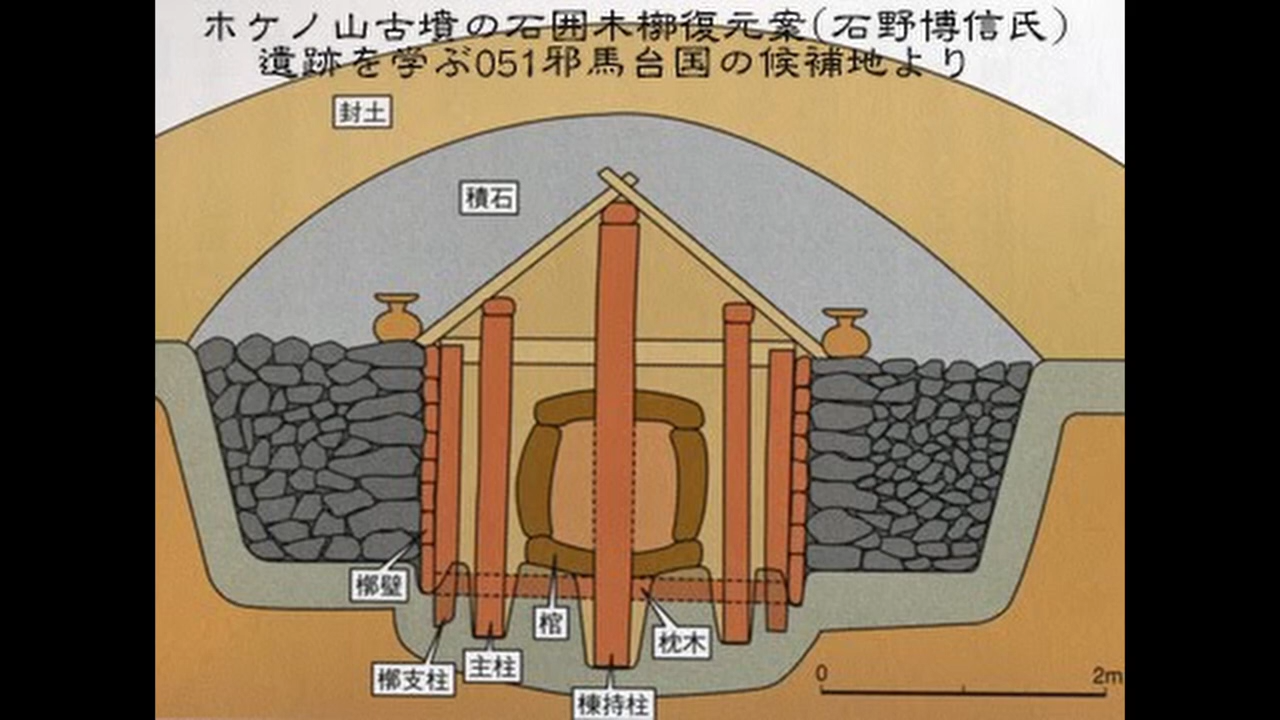 ホケノ山古墳の石囲木槨復元案(石野博信氏)
遺跡を学ぶ051邪馬台国の候補地より
封土
積石
槨壁
棺
枕木
槨支柱
主柱
棟持柱
0
2m